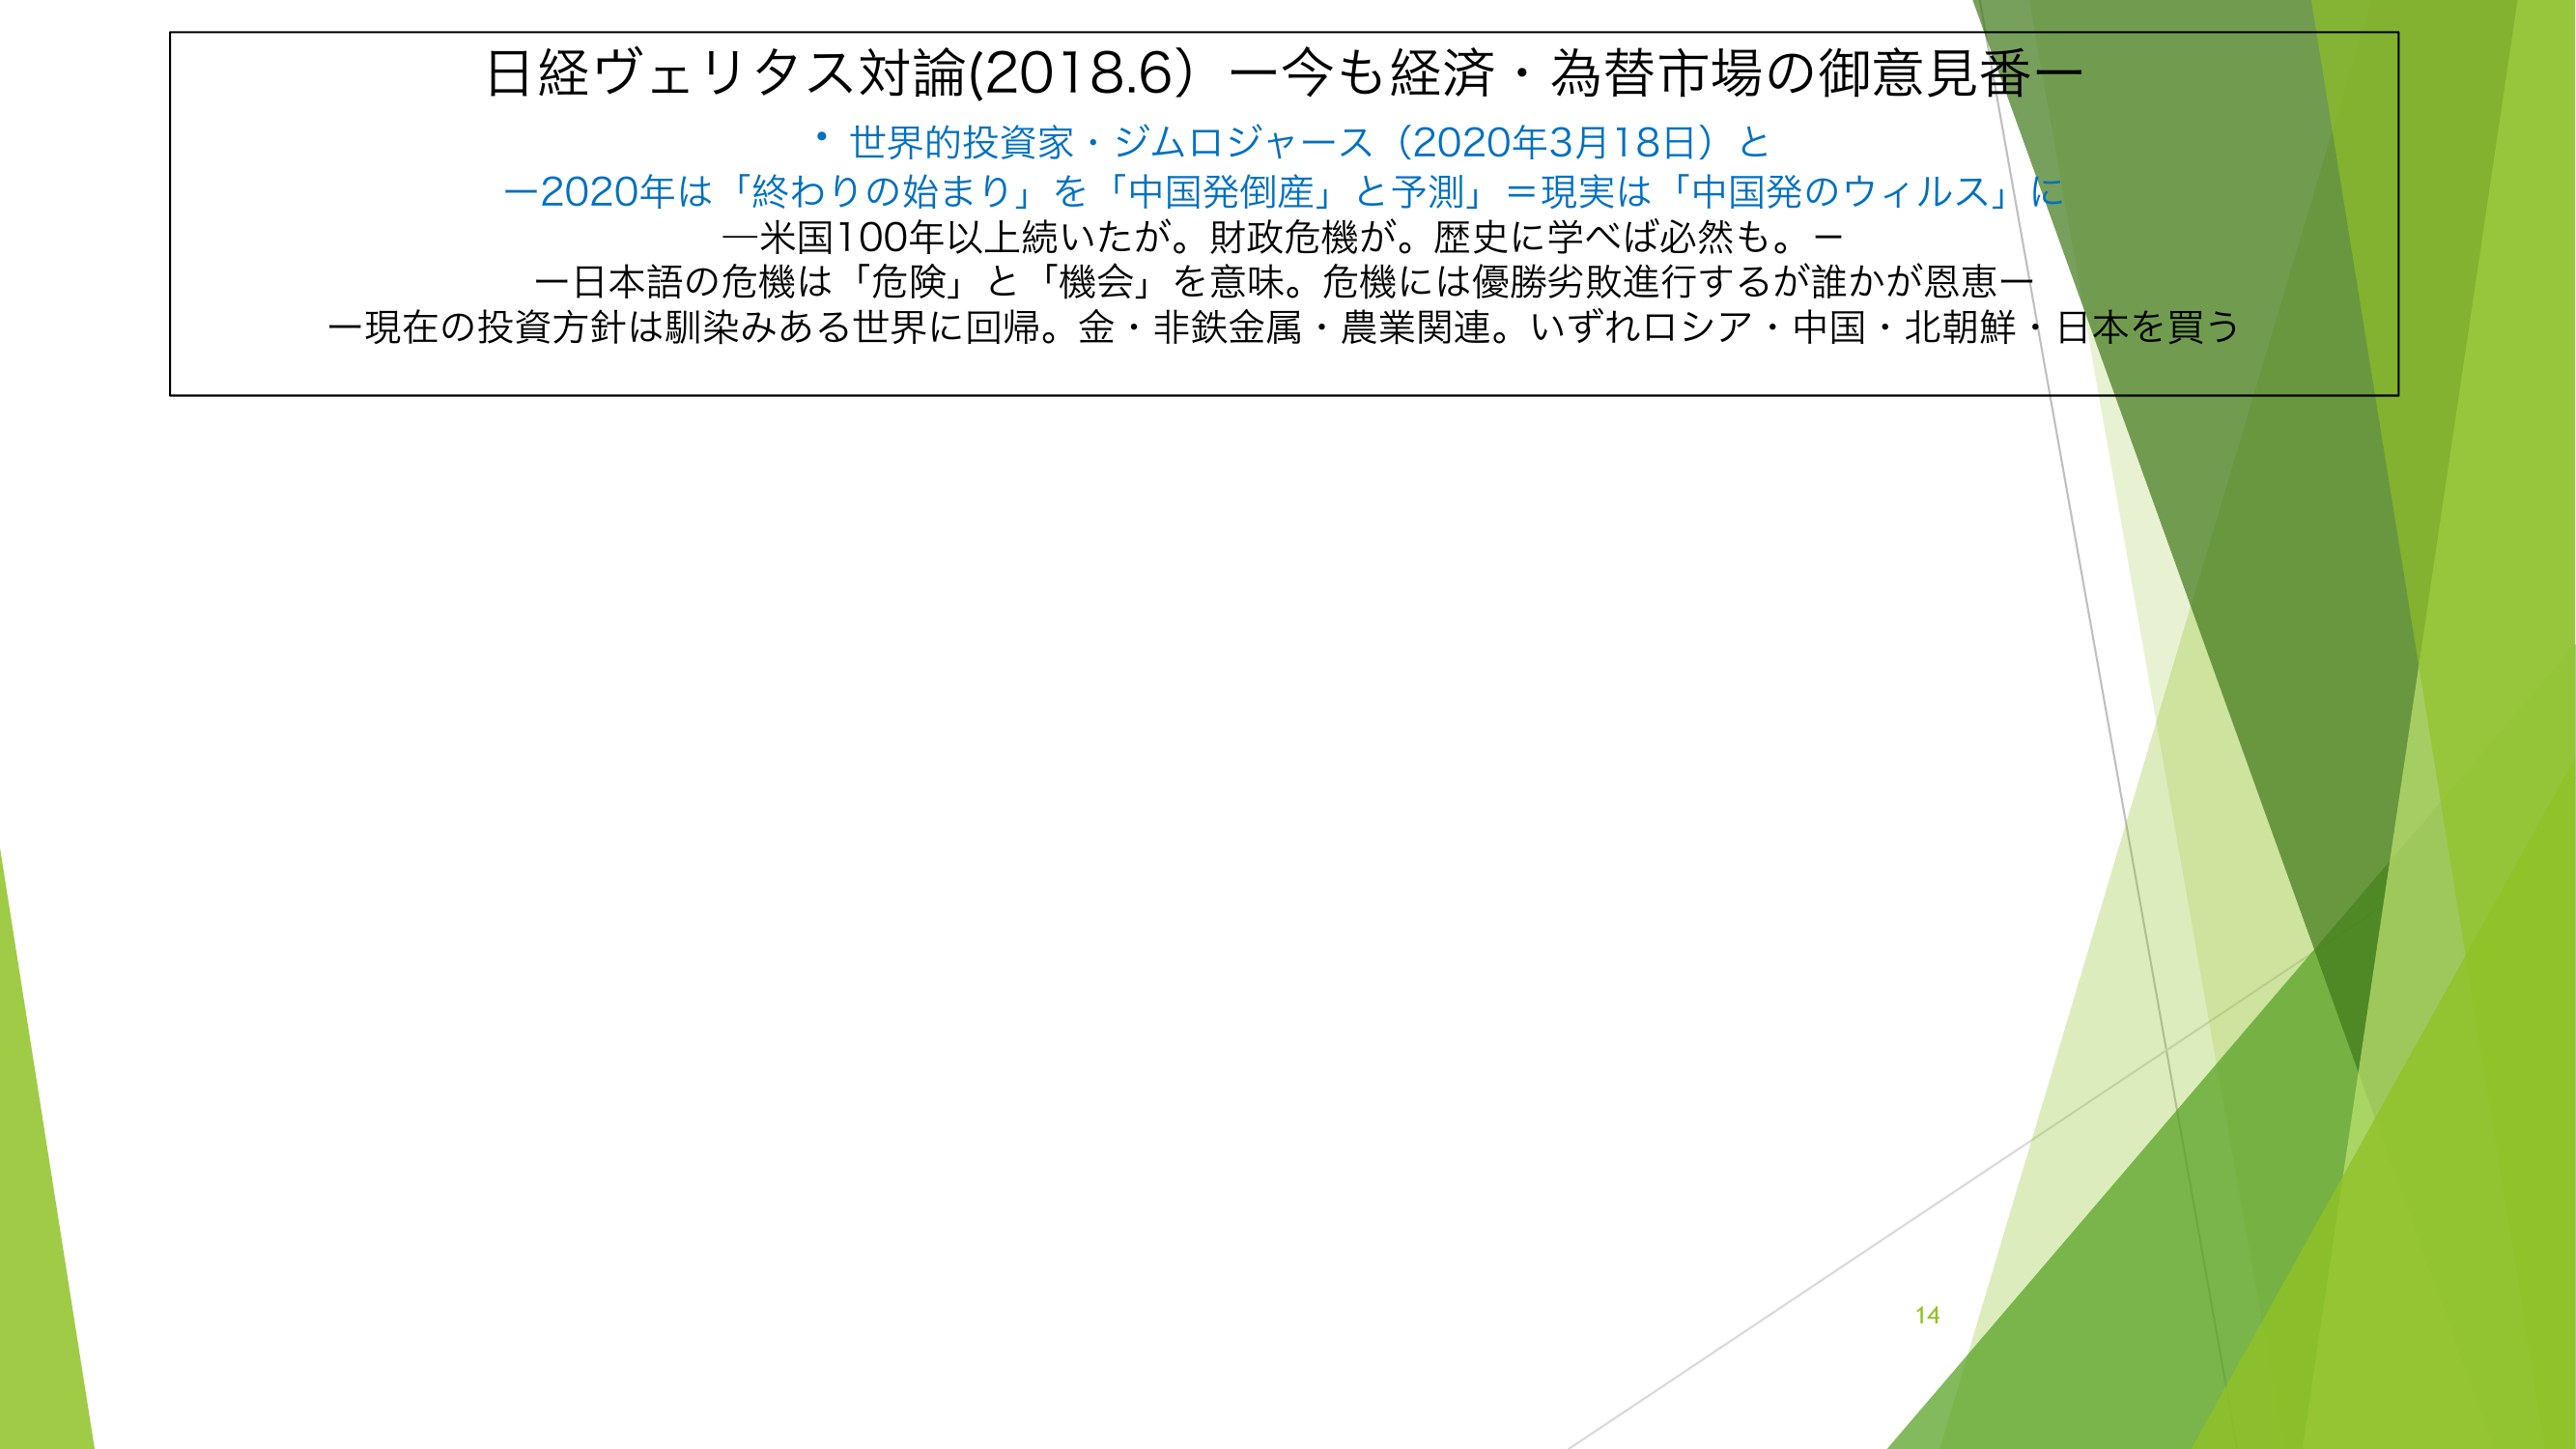 日経ヴェリタス対論(2018.6）ー今も経済・為替市場の御意見番ー
• 世界的投資家・ジムロジャース（2020年3月18日）と
ー2020年は「終わりの始まり」を「中国発倒産」と予測」＝現実は「中国発のウィルス」に
―米国100年以上続いたが。財政危機が。歴史に学べば必然も。－
ー日本語の危機は「危険」と「機会」を意味。危機には優勝劣敗進行するが誰かが恩恵ー
ー現在の投資方針は馴染みある世界に回帰。金・非鉄金属・農業関連。いずれロシア・中国・北朝鮮・日本を買う
14